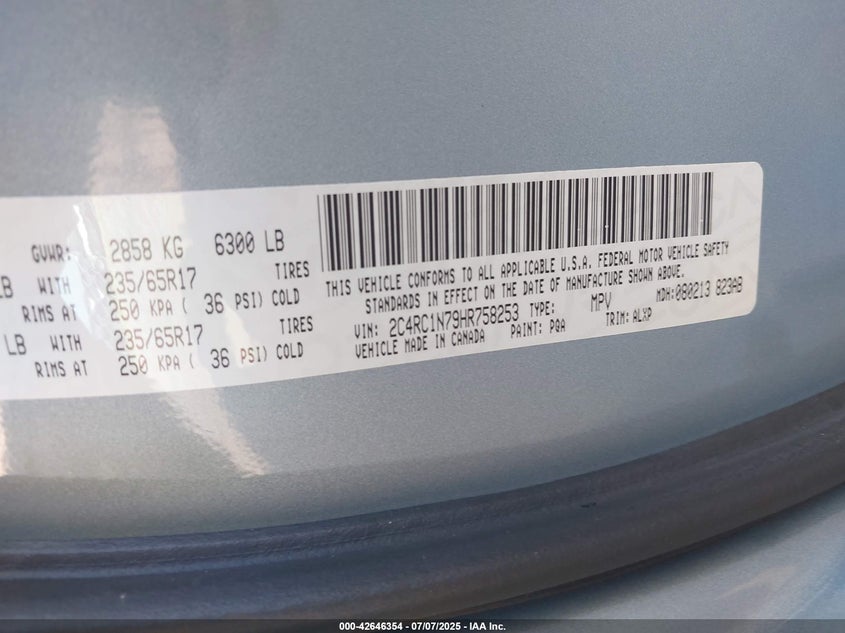 GVWR: 2858 KG 6300 LB
LB WITH 235/65R17 TIRES
RIMS AT 250 KPA ( 36 PSI) COLD
LB WITH 235/65R17 TIRES
RIMS AT 250 KPA ( 36 PSI) COLD
THIS VEHICLE CONFORMS TO ALL APPLICABLE U.S.A. FEDERAL MOTOR VEHICLE SAFETY
STANDARDS IN EFFECT ON THE DATE OF MANUFACTURE SHOWN ABOVE.
MDH: 080213 823AB
VIN: 2C4RC1N79HR758253 TYPE: MPV
VEHICLE MADE IN CANADA PAINT: PQA TRIM: ALXP
000-42646354 - 07/07/2025 - IAA Inc.